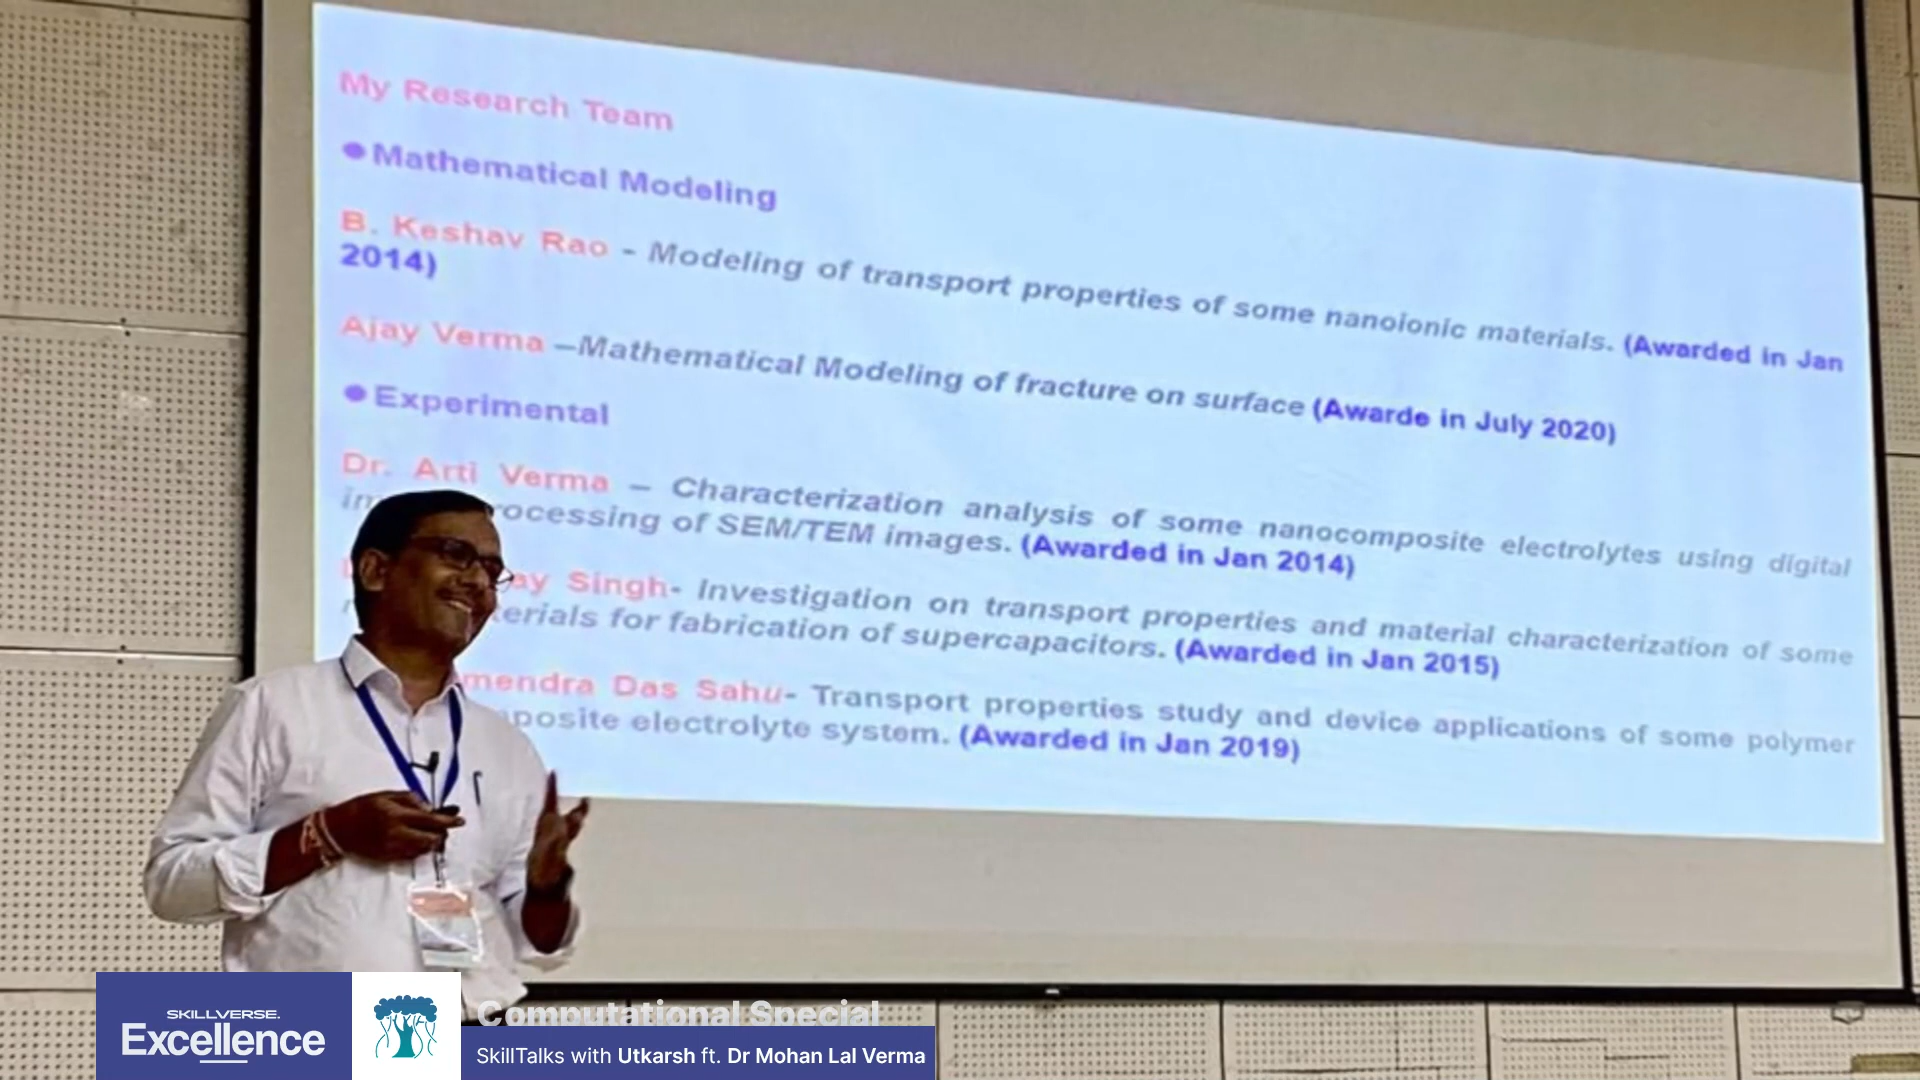 My Research Team
●Mathematical Modeling
B. Keshav Rao - Modeling of transport properties of some nanoionic materials. (Awarded in Jan
2014)
Ajay Verma –Mathematical Modeling of fracture on surface (Awarde in July 2020)
●Experimental
Dr. Arti Verma – Characterization analysis of some nanocomposite electrolytes using digital
of SEM/TEM images. (Awarded in Jan 2014)
Singh- Investigation on transport properties and material characterization of some
for fabrication of supercapacitors. (Awarded in Jan 2015)
Das Sahu- Transport properties study and device applications of some polymer
electrolyte system. (Awarded in Jan 2019)
SKILLVERSE.
Excellence
Computational Special
SkillTalks with Utkarsh ft. Dr Mohan Lal Verma